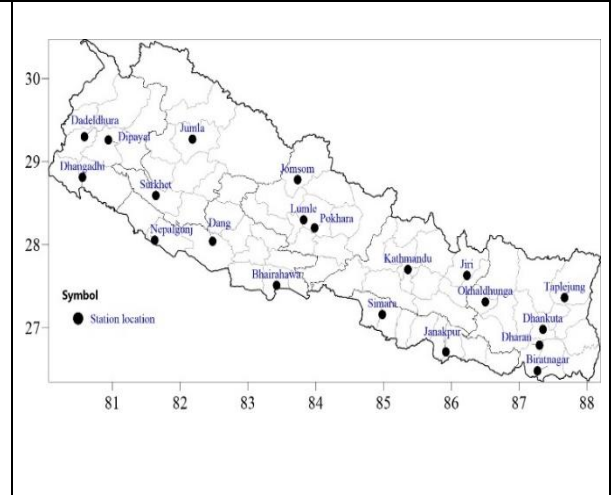 30
Dadeldhura
Dipayal
Jumla
29
Dhangadhi
Surkhet
Jomsom
Lumle
Pokhara
Nepalgunj
Dang
28
Kathmandu
Jiri
Bhairahawa
Okhaldhunga
Taplejung
Symbol
Station location
Simara
Dhankuta
27
Janakpur
Dharan
Biratnagar
81 82 83 84 85 86 87 88